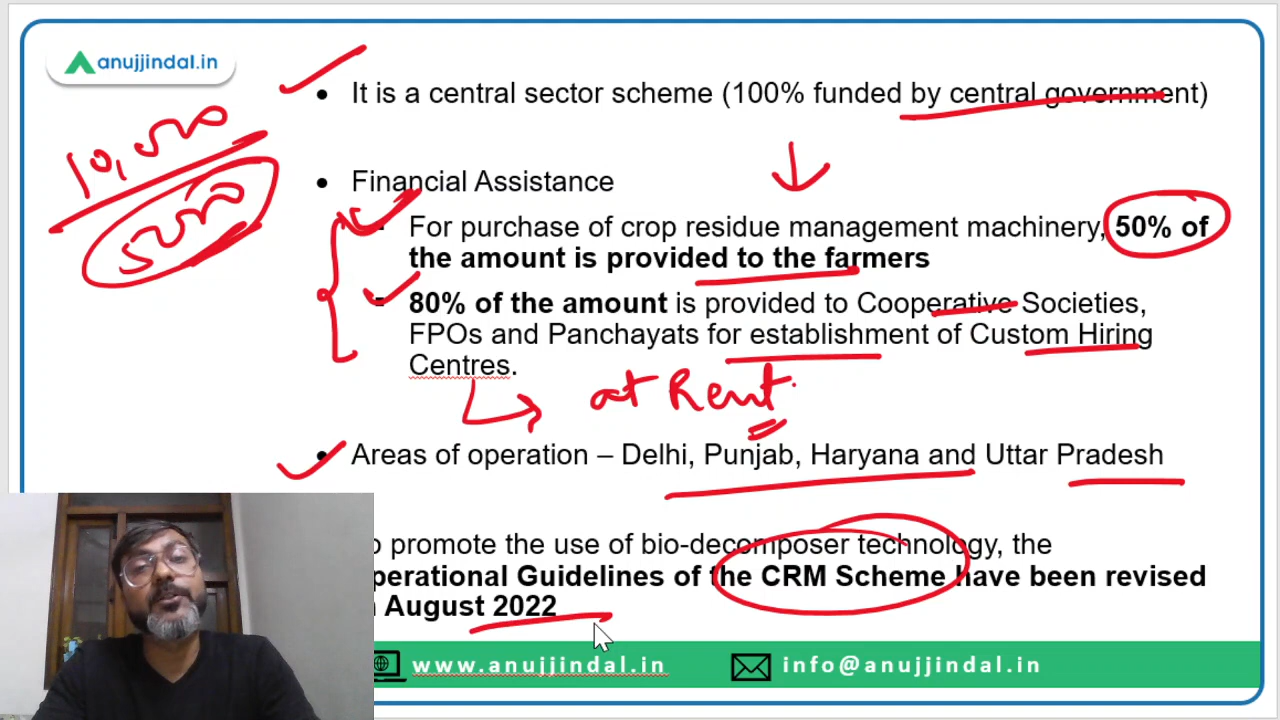 anujjindal.in
It is a central sector scheme (100% funded by central government)
10,000
5000
Financial Assistance
For purchase of crop residue management machinery, 50% of
the amount is provided to the farmers
80% of the amount is provided to Cooperative Societies,
FPOs and Panchayats for establishment of Custom Hiring
Centres.
at Rent.
Areas of operation – Delhi, Punjab, Haryana and Uttar Pradesh
promote the use of bio-decomposer technology, the
perational Guidelines of the CRM Scheme have been revised
August 2022
www.anujjindal.in
info@anujjindal.in